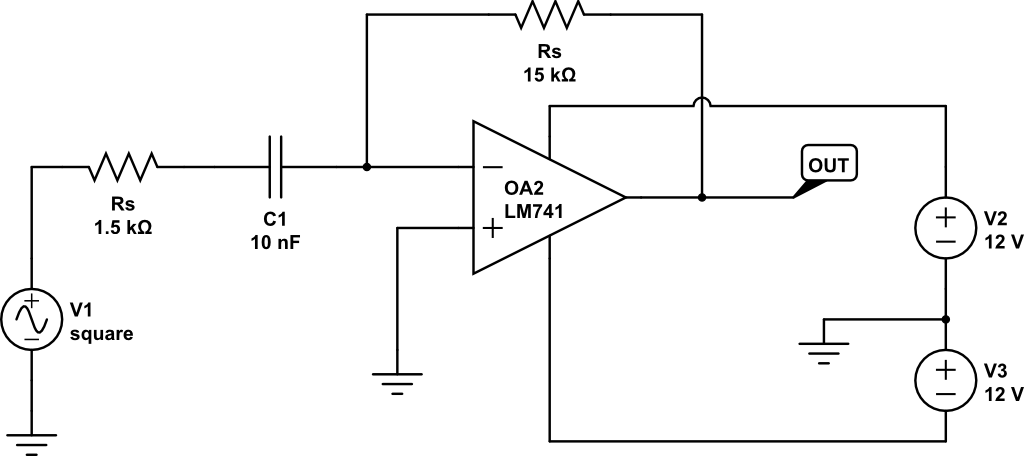 Rs
15 kΩ
OUT
OA2
LM741
Rs
1.5 kΩ
C1
10 nF
V2
12 V
V1
square
V3
12 V